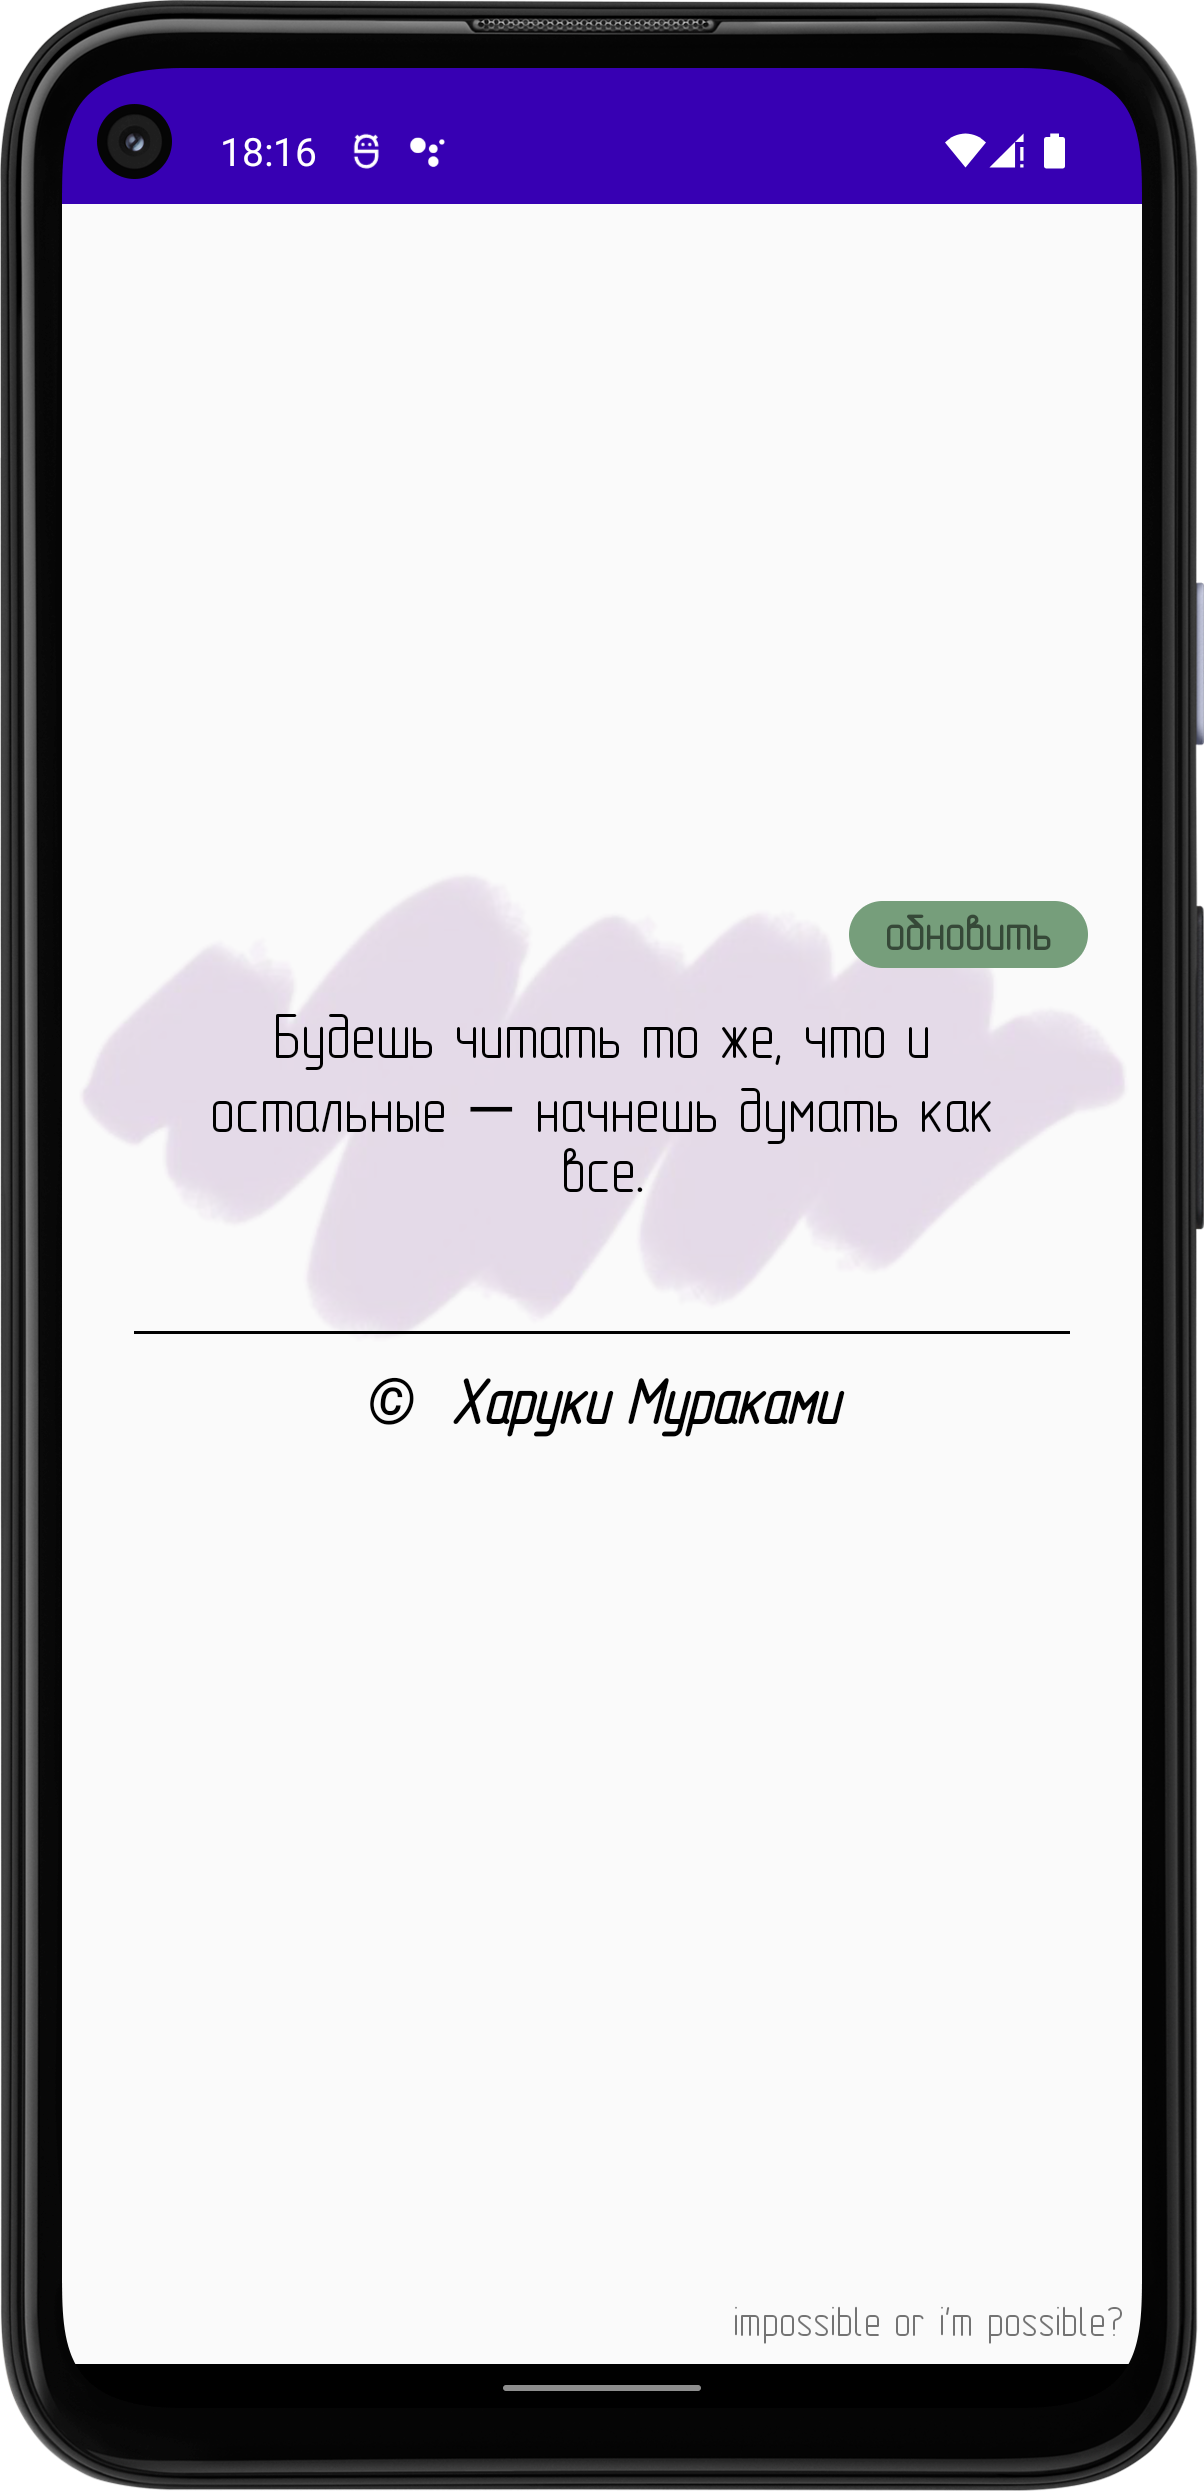 18:16
обновить
Будешь читать то же, что и
остальные — начнешь думать как
все.
© Харуки Мураками
impossible or i'm possible?